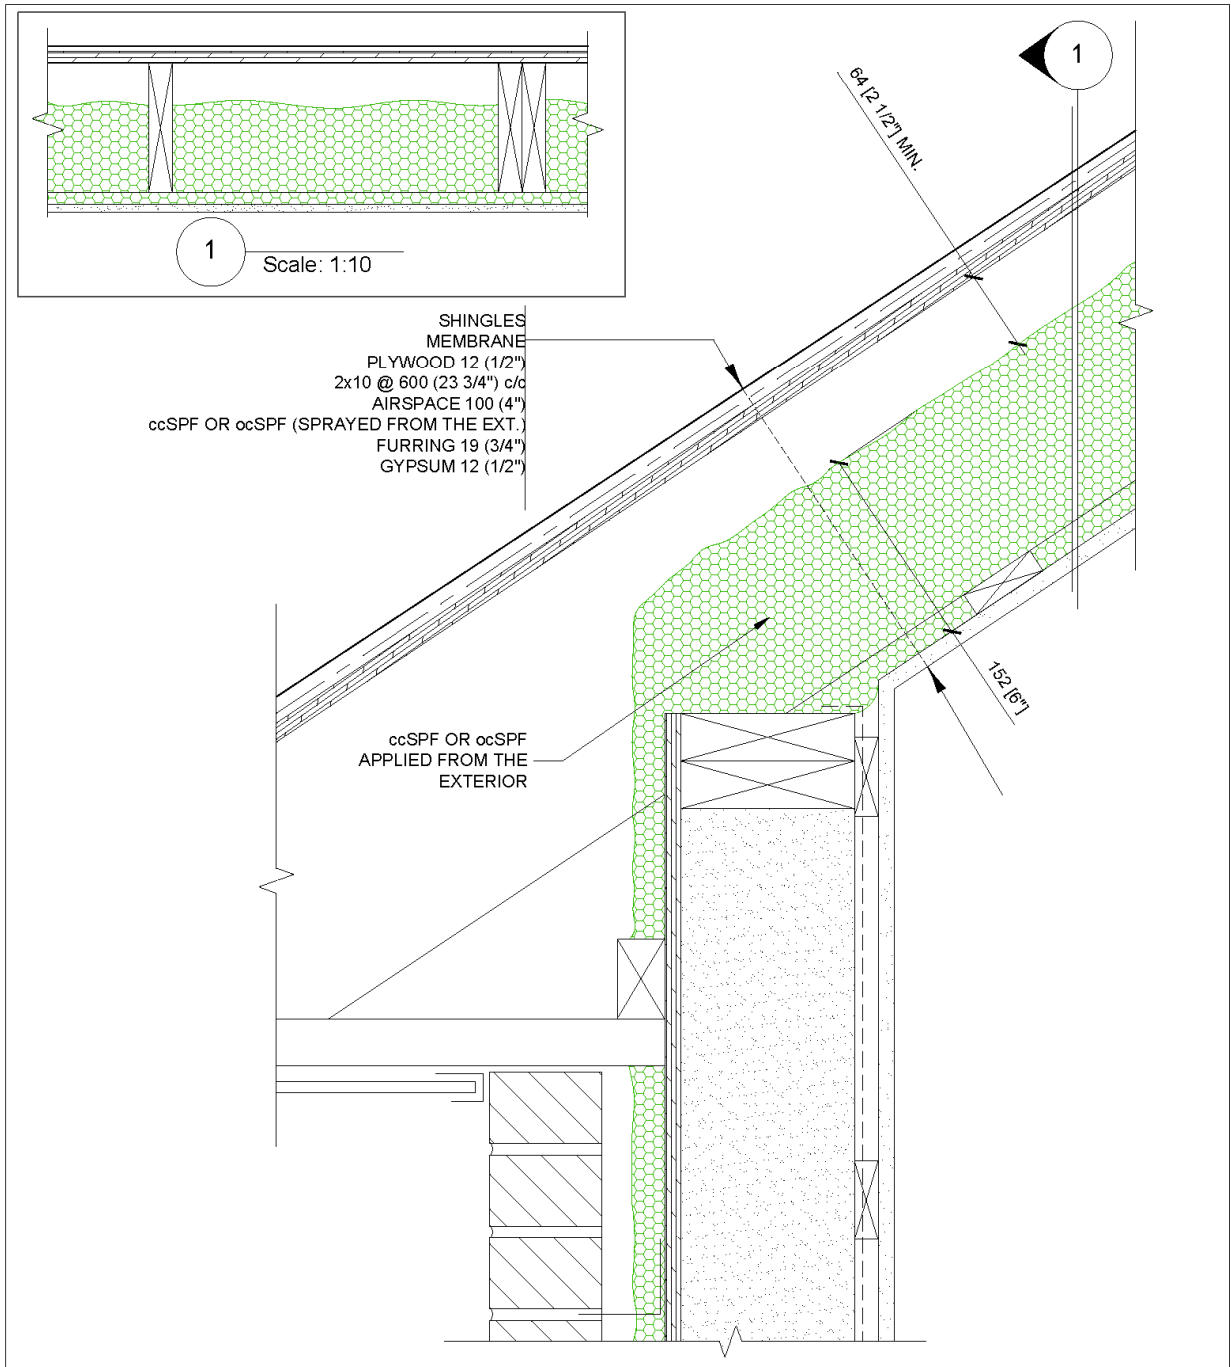 1
Scale: 1:10
1
64 [2 1/2"] MIN.
SHINGLES
MEMBRANE
PLYWOOD 12 (1/2")
2x10 @ 600 (23 3/4") c/c
AIRSPACE 100 (4")
ccSPF OR ocSPF (SPRAYED FROM THE EXT.)
FURRING 19 (3/4")
GYPSUM 12 (1/2")
152 [6"]
ccSPF OR ocSPF
APPLIED FROM THE
EXTERIOR